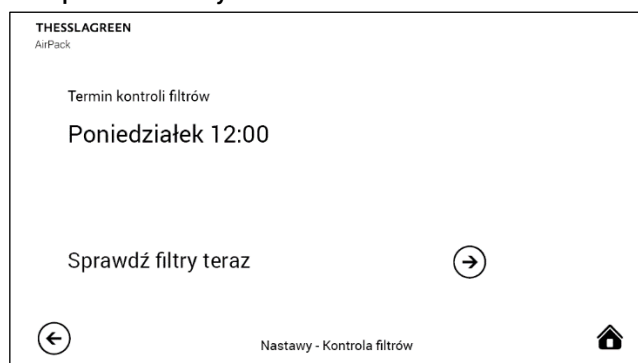 THESSLAGREEN
AirPack
Termin kontroli filtrów
Poniedziałek 12:00
Sprawdź filtry teraz
Nastawy - Kontrola filtrów